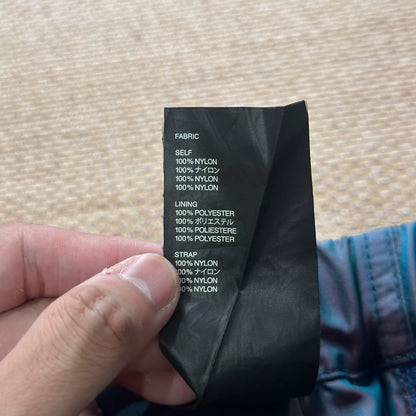 FABRIC
SELF
100% NYLON
100% ナイロン
100% NYLON
100% NYLON
LINING
100% POLYESTER
100% ポリエステル
100% POLIESTERE
100% POLYESTER
STRAP
100% NYLON
100% ナイロン
100% NYLON
100% NYLON